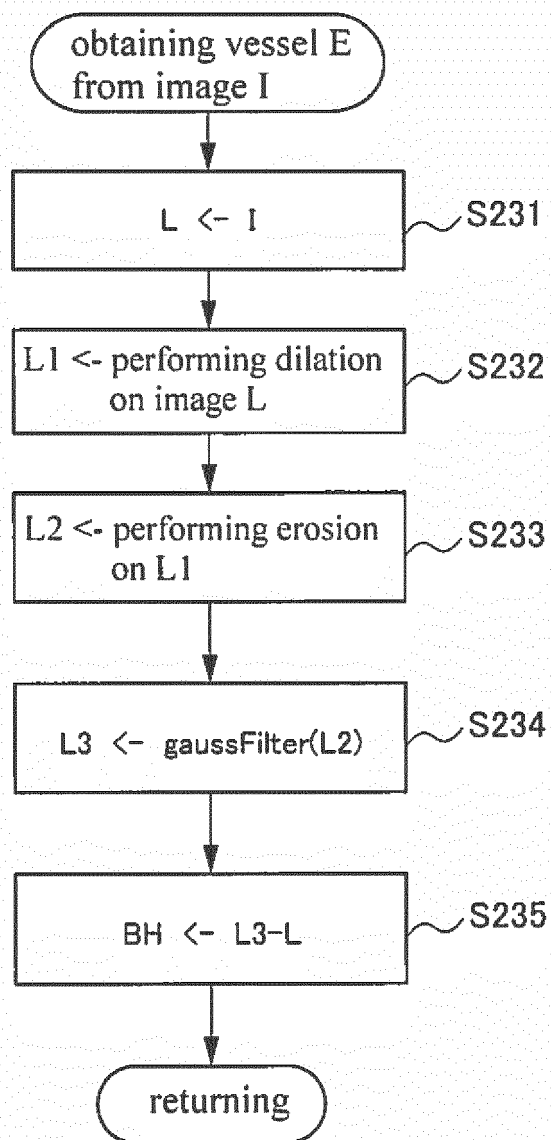 obtaining vessel E
from image I
L <- I
S231
L1 <- performing dilation
on image L
S232
L2 <- performing erosion
on L1
S233
L3 <- gaussFilter(L2)
S234
BH <- L3-L
S235
returning